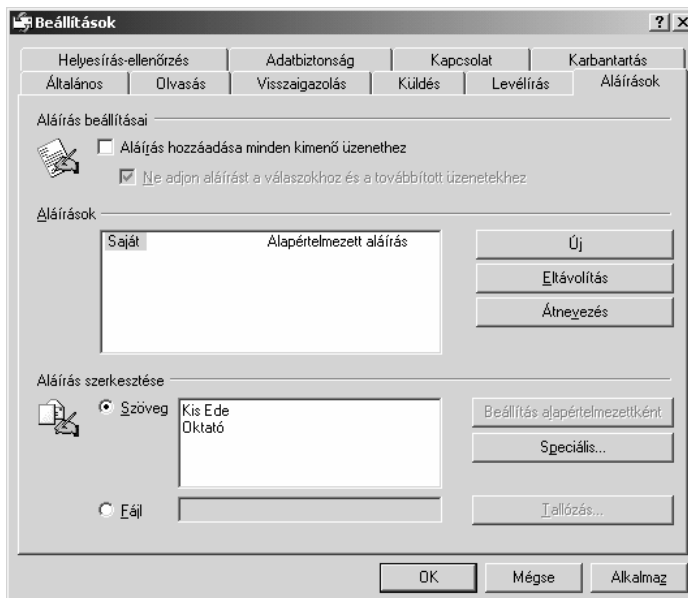 Beállítások
Helyesírás-ellenőrzés Adatbiztonság Kapcsolat Karbantartás
Általános Olvasás Visszaigazolás Küldés Levélírás Aláírások
Aláírás beállításai
Aláírás hozzáadása minden kimenő üzenethez
Ne adjon aláírást a válaszokhoz és a továbbított üzenetekhez
Aláírások
Saját Alapértelmezett aláírás
Új
Eltávolítás
Átnevezés
Aláírás szerkesztése
Szöveg
Kis Ede
Oktató
Beállítás alapértelmezettként
Speciális...
Fájl
Tallózás...
OK Mégse Alkalmaz